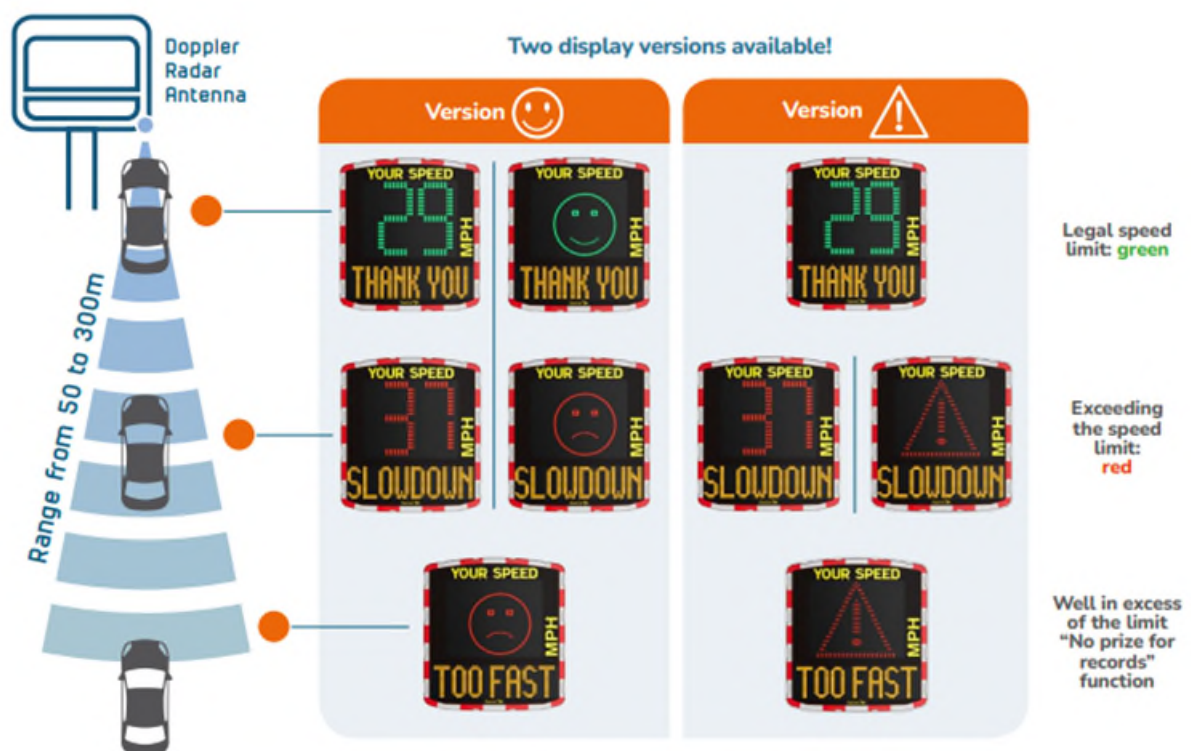 Doppler
Radar
Antenna
Two display versions available!
Version
Version
Range from 50 to 300m
YOUR SPEED
29
MPH
THANK YOU
YOUR SPEED
MPH
THANK YOU
YOUR SPEED
29
MPH
THANK YOU
Legal speed
limit: green
YOUR SPEED
37
MPH
SLOWDOWN
YOUR SPEED
MPH
SLOWDOWN
YOUR SPEED
37
MPH
SLOWDOWN
YOUR SPEED
!
MPH
SLOWDOWN
Exceeding
the speed
limit:
red
YOUR SPEED
MPH
TOO FAST
YOUR SPEED
!
MPH
TOO FAST
Well in excess
of the limit
“No prize for
records”
function